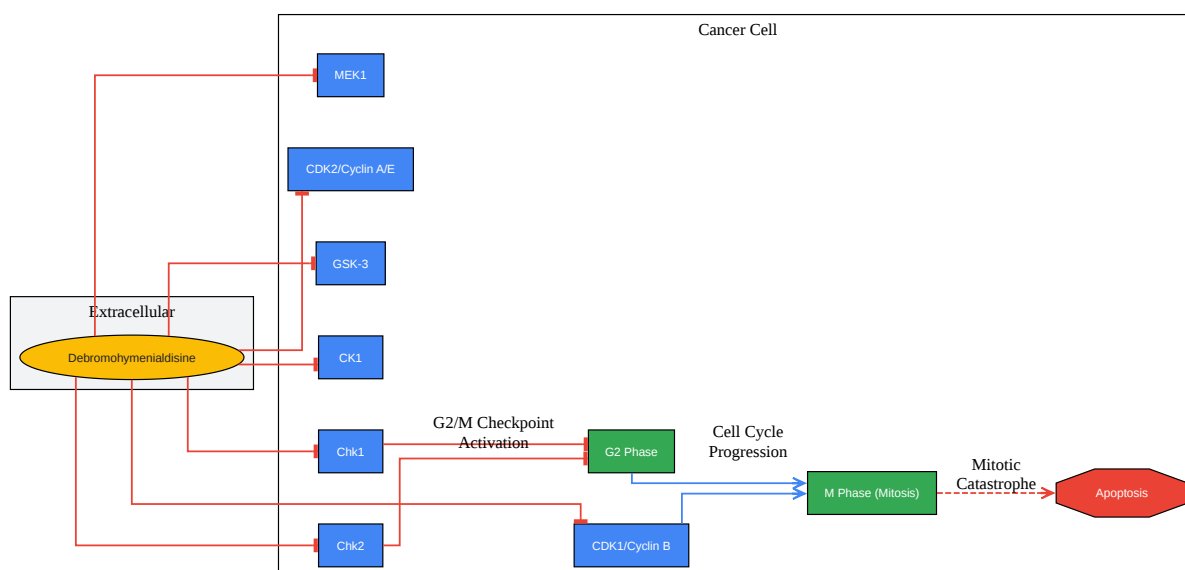 Cancer Cell
MEK1
CDK2/Cyclin A/E
GSK-3
Extracellular
Debromohymenialdisine
CK1
G2/M Checkpoint
Activation
Chk1
G2 Phase
Cell Cycle
Progression
M Phase (Mitosis)
Mitotic
Catastrophe
Apoptosis
Chk2
CDK1/Cyclin B